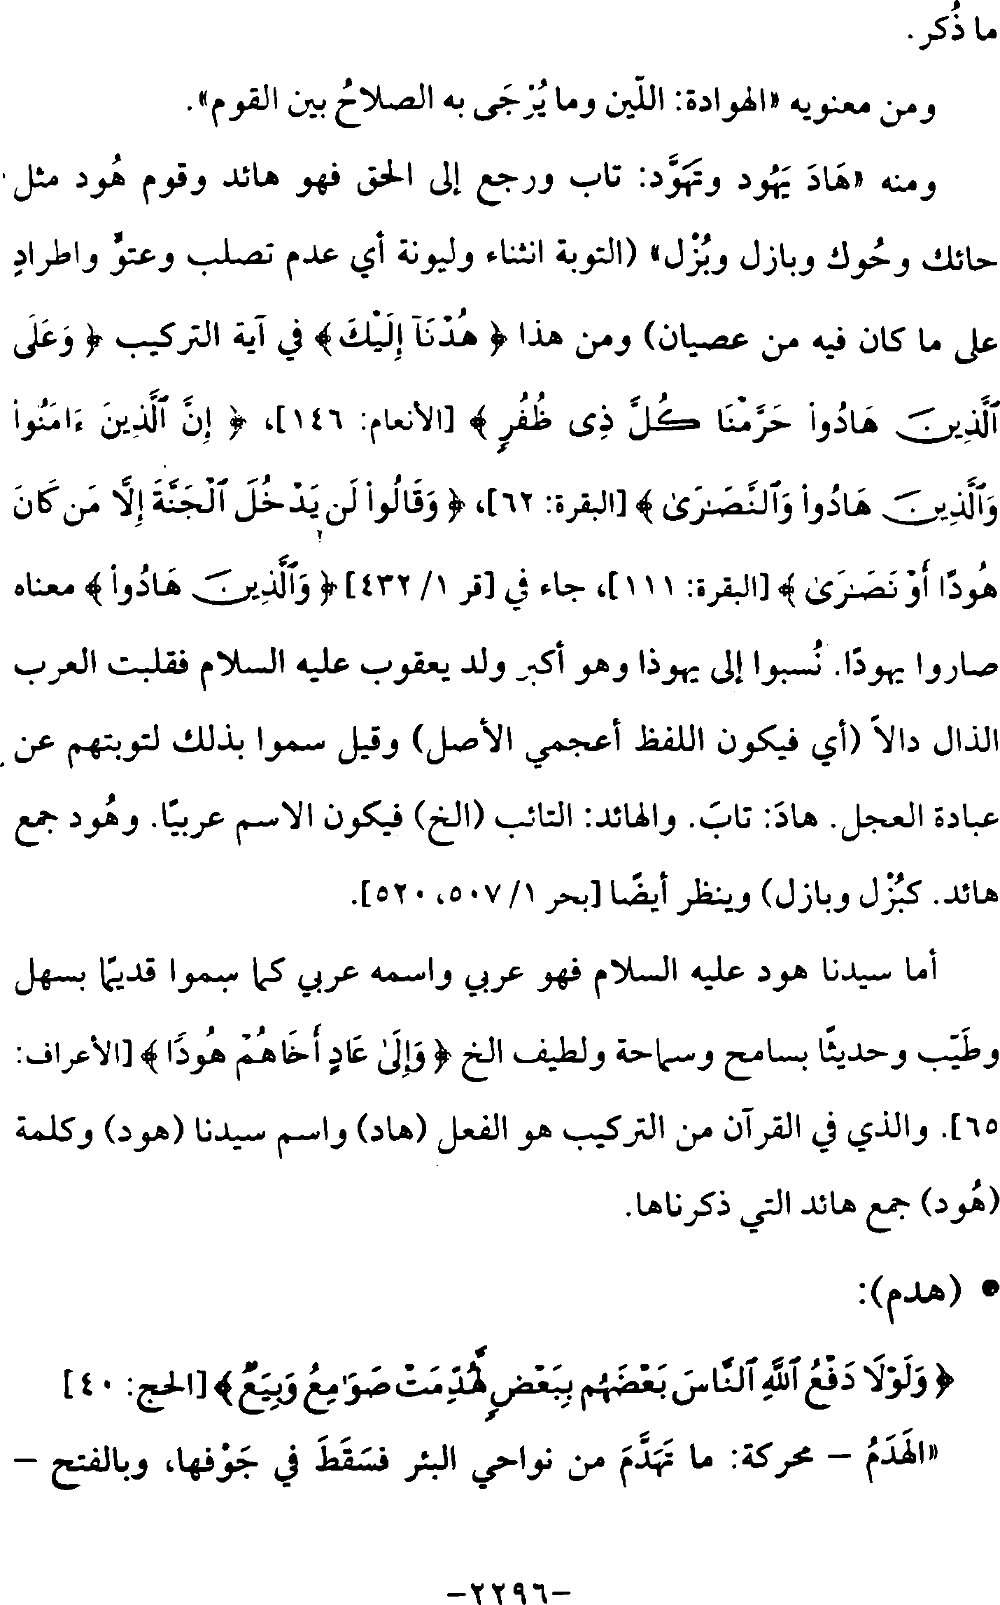 ما ذُكر.
ومن معنويه «الهوادة: اللّين وما يُرْجَى به الصلاحُ بين القوم».
ومنه «هَادَ يَهُود وتَهَوَّد: تاب ورجع إلى الحق فهو هائد وقوم هُود مثل
حائك وحُوك وبازل وبُزْل» (التوبة انثناء وليونة أي عدم تصلب وعتوٍّ واطرادٍ
على ما كان فيه من عصيان) ومن هذا ﴿ هُدْنَآ إِلَيْكَ ﴾ في آية التركيب ﴿ وَعَلَى
ٱلَّذِينَ هَادُوا۟ حَرَّمْنَا كُلَّ ذِى ظُفُرٍ ﴾ [الأنعام: ١٤٦]، ﴿ إِنَّ ٱلَّذِينَ ءَامَنُوا۟
وَٱلَّذِينَ هَادُوا۟ وَٱلنَّصَـٰرَىٰ ﴾ [البقرة: ٦٢]، ﴿ وَقَالُوا۟ لَن يَدْخُلَ ٱلْجَنَّةَ إِلَّا مَن كَانَ
هُودًا أَوْ نَصَـٰرَىٰ ﴾ [البقرة: ١١١]، جاء في [قر ١/ ٤٣٢] ﴿ وَٱلَّذِينَ هَادُوا۟ ﴾ معناه
صاروا يهودًا. نُسبوا إلى يهوذا وهو أكبر ولد يعقوب عليه السلام فقلبت العرب
الذال دالاً (أي فيكون اللفظ أعجمي الأصل) وقيل سموا بذلك لتوبتهم عن
عبادة العجل. هادَ: تابَ. والهائد: التائب (الخ) فيكون الاسم عربيًا. وهُود جمع
هائد. كبُزْل وبازل) وينظر أيضًا [بحر ١/ ٥٠٧، ٥٢٠].
أما سيدنا هود عليه السلام فهو عربي واسمه عربي كما سموا قديمًا بسهل
وطَيّب وحديثًا بسامح وسماحة ولطيف الخ ﴿ وَإِلَىٰ عَادٍ أَخَاهُمْ هُودًا ﴾ [الأعراف:
٦٥]. والذي في القرآن من التركيب هو الفعل (هاد) واسم سيدنا (هود) وكلمة
(هُود) جمع هائد التي ذكرناها.
• (هدم):
﴿ وَلَوْلَا دَفْعُ ٱللَّهِ ٱلنَّاسَ بَعْضَهُم بِبَعْضٍ لَّهُدِّمَتْ صَوَٰمِعُ وَبِيَعٌ ﴾ [الحج: ٤٠]
«الهَدَمُ – محركة: ما تَهَدَّمَ من نواحي البئر فسَقَطَ في جَوْفها، وبالفتح –
–٢٢٩٦–